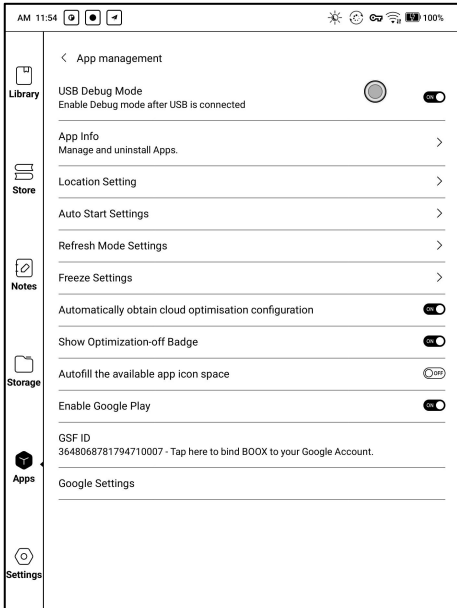 AM 11:54
100%
App management
Library
USB Debug Mode
Enable Debug mode after USB is connected
ON
App Info
Manage and uninstall Apps.
Store
Location Setting
Auto Start Settings
Refresh Mode Settings
Notes
Freeze Settings
Automatically obtain cloud optimisation configuration
ON
Show Optimization-off Badge
ON
Storage
Autofill the available app icon space
OFF
Enable Google Play
ON
GSF ID
3648068781794710007 - Tap here to bind BOOX to your Google Account.
Apps
Google Settings
Settings